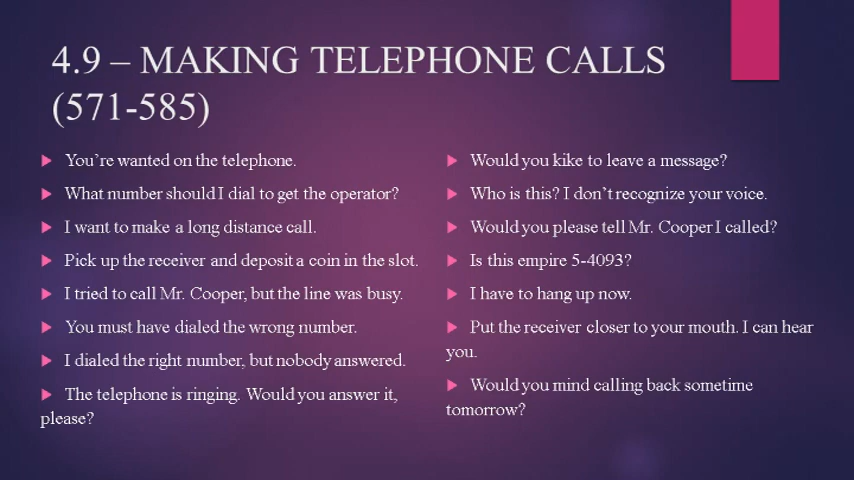 4.9 – MAKING TELEPHONE CALLS
(571-585)
You're wanted on the telephone.
What number should I dial to get the operator?
I want to make a long distance call.
Pick up the receiver and deposit a coin in the slot.
I tried to call Mr. Cooper, but the line was busy.
You must have dialed the wrong number.
I dialed the right number, but nobody answered.
The telephone is ringing. Would you answer it,
please?
Would you kike to leave a message?
Who is this? I don't recognize your voice.
Would you please tell Mr. Cooper I called?
Is this empire 5-4093?
I have to hang up now.
Put the receiver closer to your mouth. I can hear
you.
Would you mind calling back sometime
tomorrow?